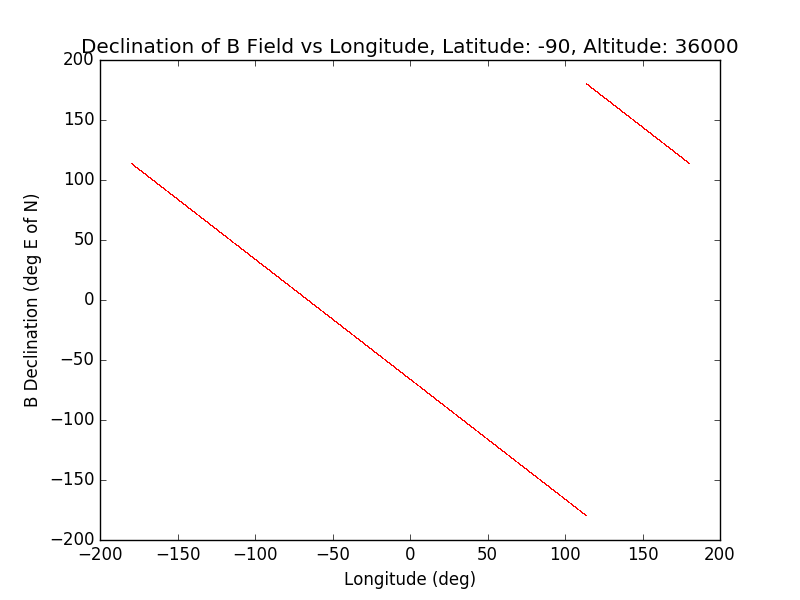 Declination of B Field vs Longitude, Latitude: -90, Altitude: 36000
200
150
100
50
0
−50
−100
−150
−200
B Declination (deg E of N)
−200 −150 −100 −50 0 50 100 150 200
Longitude (deg)